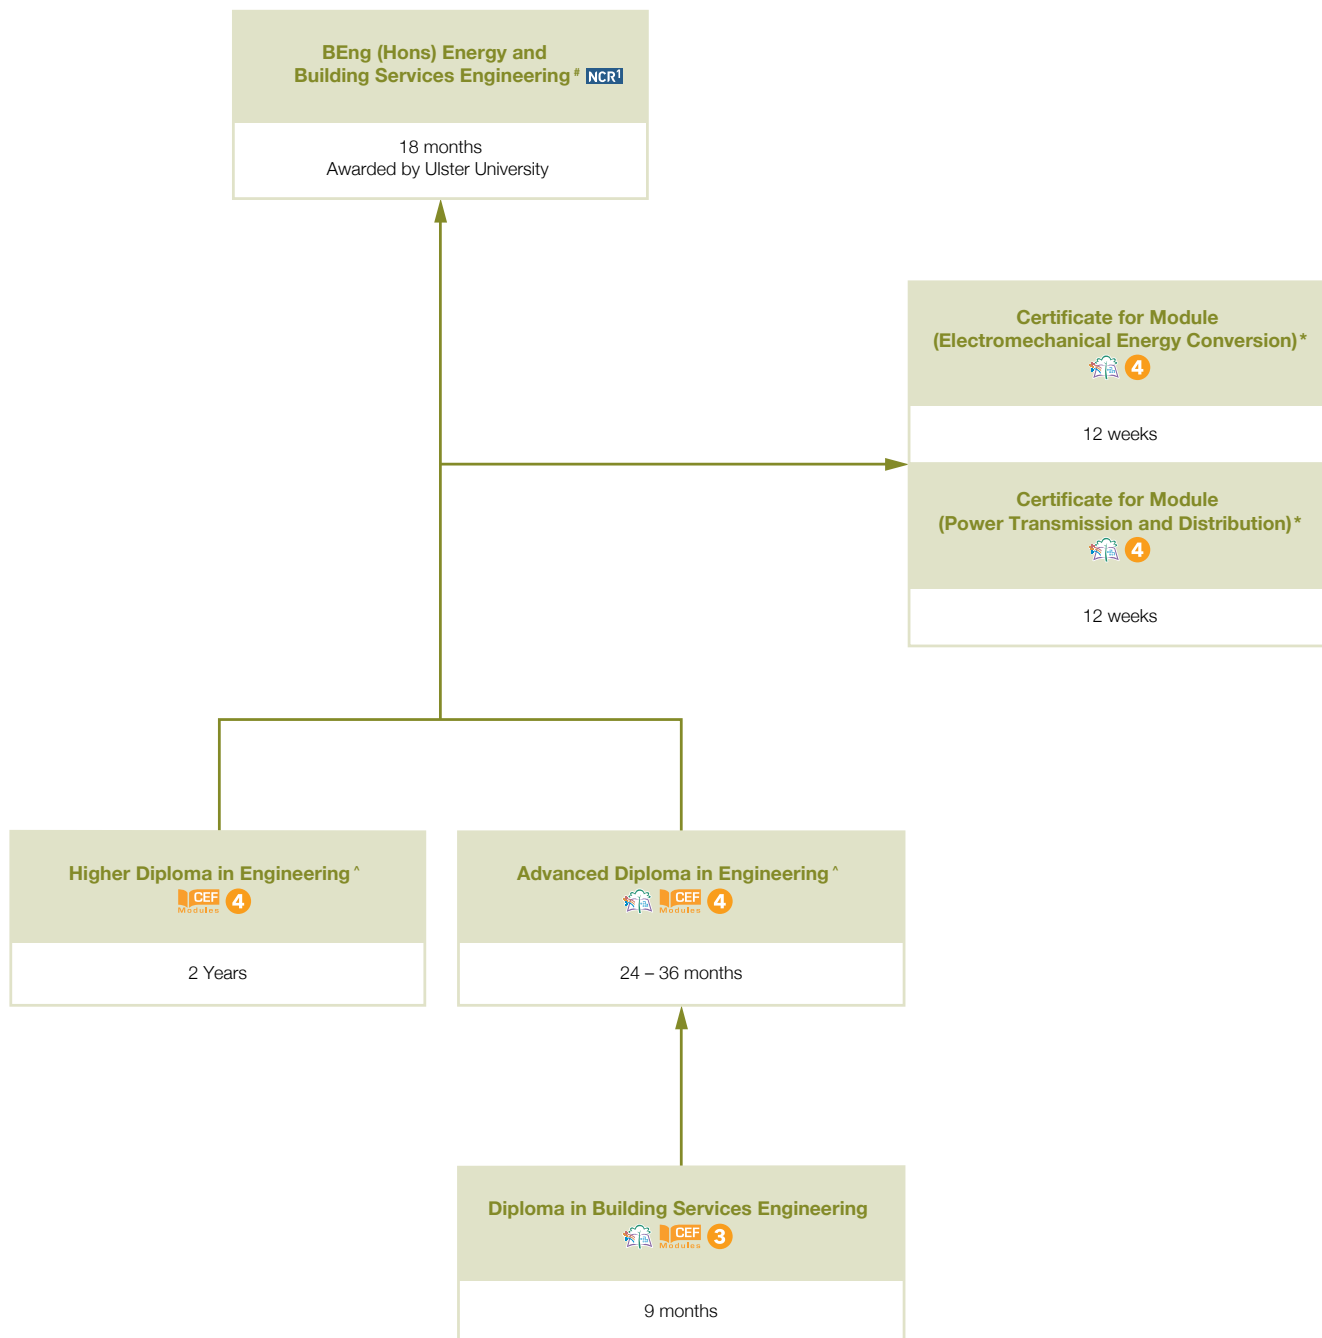 BEng (Hons) Energy and
Building Services Engineering # NCR1
18 months
Awarded by Ulster University
Certificate for Module
(Electromechanical Energy Conversion)*
4
12 weeks
Certificate for Module
(Power Transmission and Distribution)*
4
12 weeks
Higher Diploma in Engineering ^
CEF
Modules
4
2 Years
Advanced Diploma in Engineering ^
CEF
Modules
4
24 – 36 months
Diploma in Building Services Engineering
CEF
Modules
3
9 months